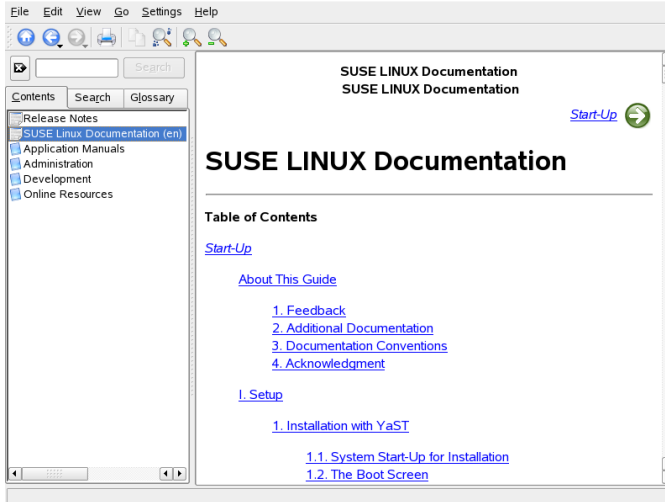 File Edit View Go Settings Help
Search
Contents Search Glossary
Release Notes
SUSE Linux Documentation (en)
Application Manuals
Administration
Development
Online Resources
SUSE LINUX Documentation
SUSE LINUX Documentation
Start-Up
SUSE LINUX Documentation
Table of Contents
Start-Up
About This Guide
1. Feedback
2. Additional Documentation
3. Documentation Conventions
4. Acknowledgment
I. Setup
1. Installation with YaST
1.1. System Start-Up for Installation
1.2. The Boot Screen